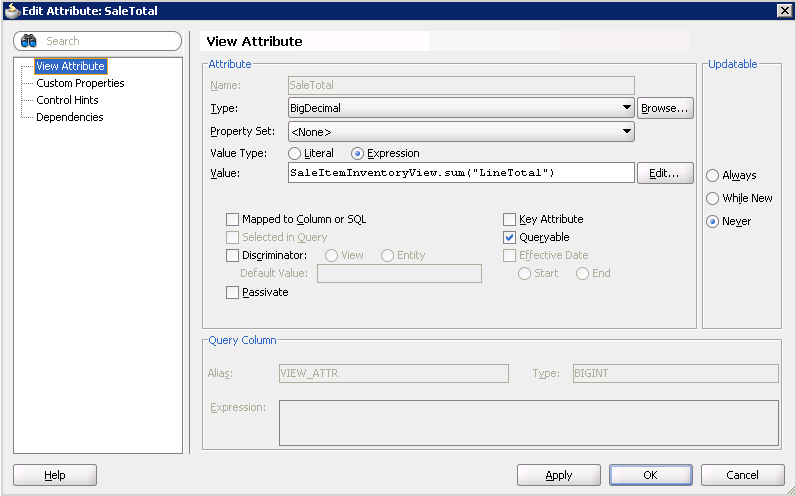 Edit Attribute: SaleTotal
Search
View Attribute
Custom Properties
Control Hints
Dependencies
View Attribute
Attribute
Name: SaleTotal
Type: BigDecimal Browse...
Property Set: <None>
Value Type: Literal Expression
Value: SaleItemInventoryView.sum("LineTotal") Edit...
Mapped to Column or SQL Key Attribute
Selected in Query Queryable
Discriminator: View Entity Effective Date
Default Value: Start End
Passivate
Updatable
Always
While New
Never
Query Column
Alias: VIEW_ATTR Type: BIGINT
Expression:
Help Apply OK Cancel